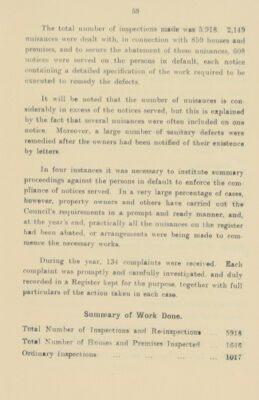 59
The total number of inspections made was 5,918. 2,149
nuisances were dealt with, in connection with 859 houses and
premises, and to secure the abatement of these nuisances, 608
notices were served on the persons in default, each notice
containing a detailed specification of the work required to be
executed to remedy the defects.
It will be noted that the number of nuisances is con-
siderably in excess of the notices served, but this is explained
by the fact that several nuisances were often included on one
notice. Moreover, a large number of sanitary defects were
remedied after the owners had been notified of their existence
by letters.
In four instances it was necessary to institute summary
proceedings against the persons in default to enforce the com-
pliance of notices served. In a very large percentage of cases,
however, property owners and others have carried out the
Council's requirements in a prompt and ready manner, and,
at the year's end, practically all the nuisances on the register
had been abated, or arrangements were being made to com-
mence the necessary works.
During the year, 134 complaints were received. Each
complaint was promptly and carefully investigated, and duly
recorded in a Register kept for the purpose, together with full
particulars of the action taken in each case.
Summary of Work Done.
Total Number of Inspections and Re-inspections ... 5918
Total Number of Houses and Premises Inspected ... 1646
Ordinary Inspections ... ... ... ... 1017